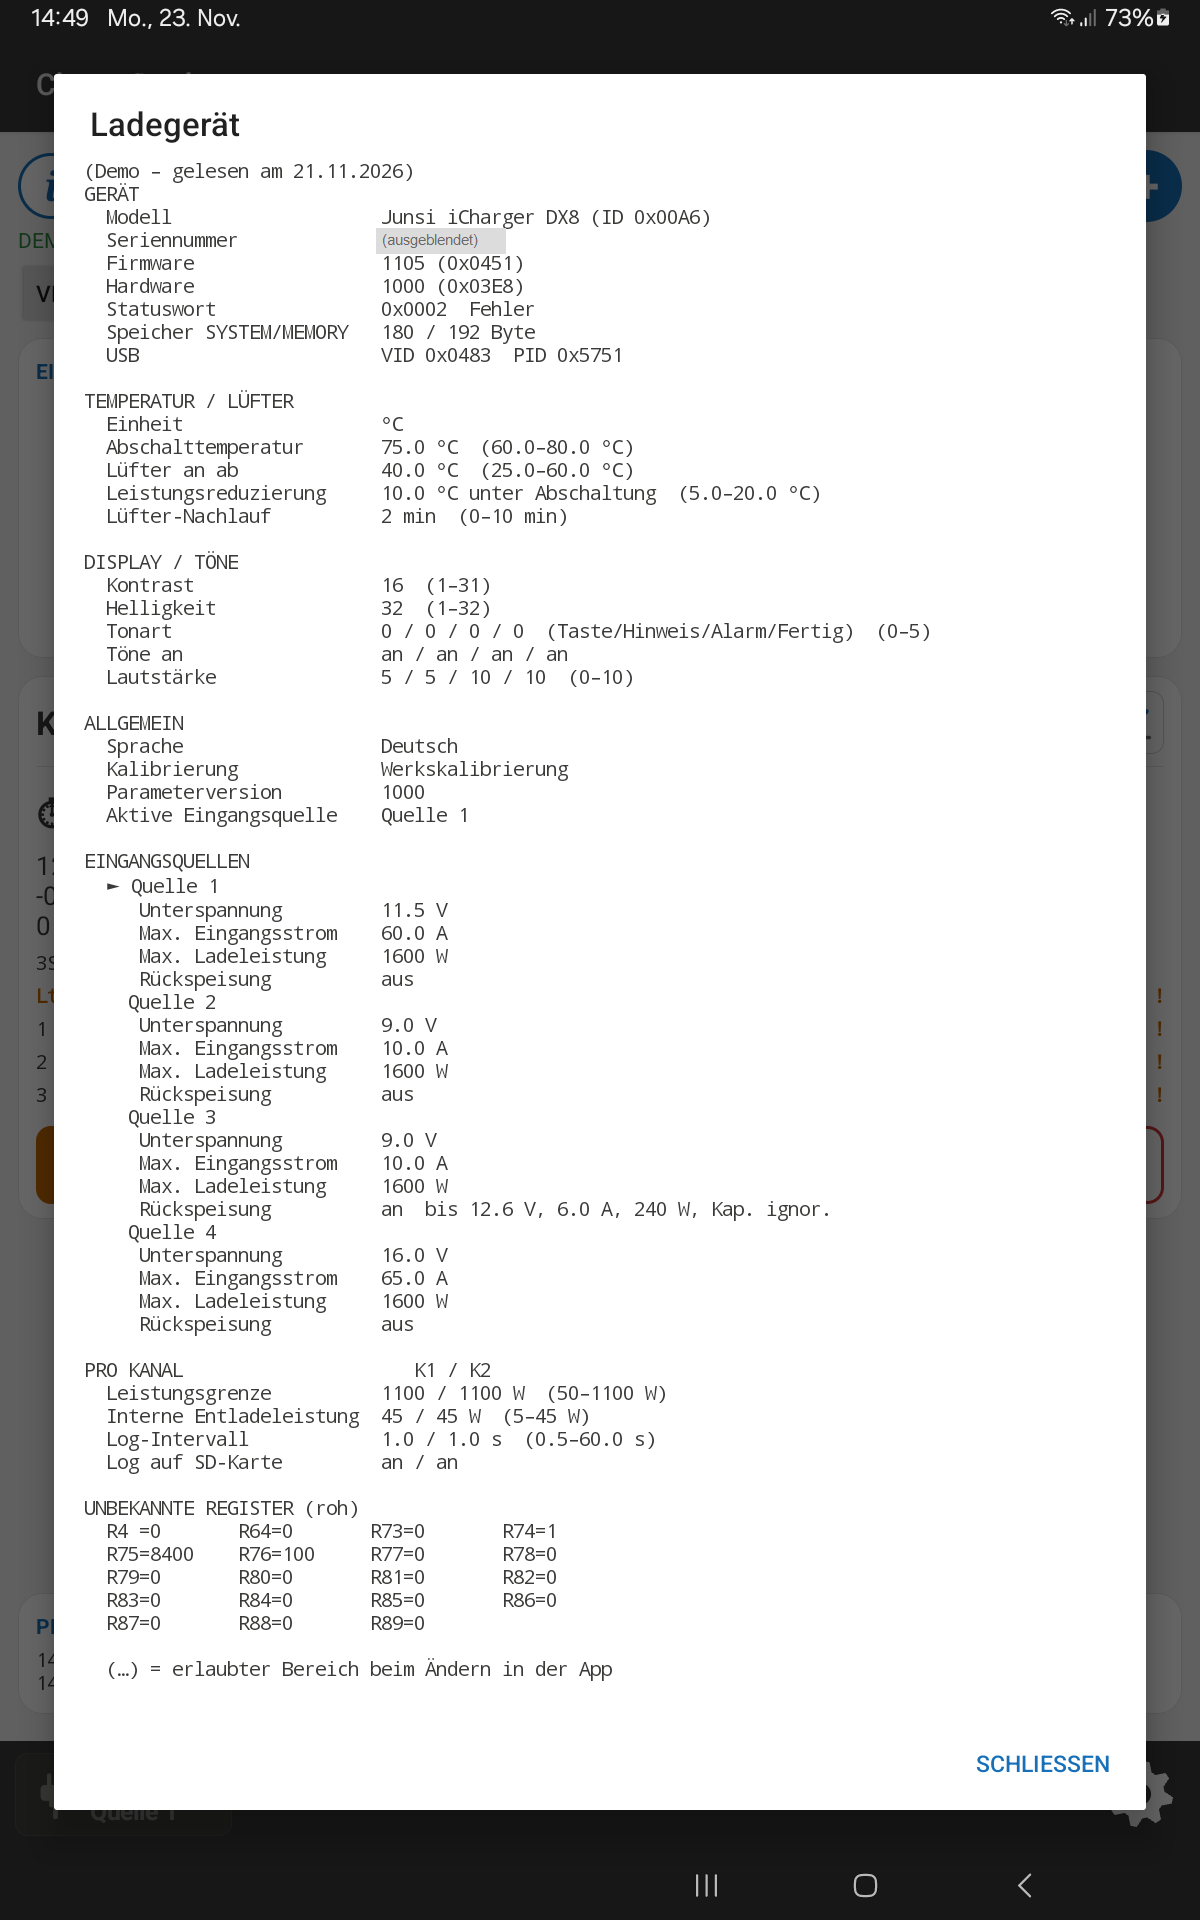 14:49 Mo., 23. Nov. 73%
Ladegerät
(Demo – gelesen am 21.11.2026)
GERÄT
Modell Junsi iCharger DX8 (ID 0x00A6)
Seriennummer (ausgeblendet)
Firmware 1105 (0x0451)
Hardware 1000 (0x03E8)
Statuswort 0x0002 Fehler
Speicher SYSTEM/MEMORY 180 / 192 Byte
USB VID 0x0483 PID 0x5751
TEMPERATUR / LÜFTER
Einheit °C
Abschalttemperatur 75.0 °C (60.0–80.0 °C)
Lüfter an ab 40.0 °C (25.0–60.0 °C)
Leistungsreduzierung 10.0 °C unter Abschaltung (5.0–20.0 °C)
Lüfter-Nachlauf 2 min (0–10 min)
DISPLAY / TÖNE
Kontrast 16 (1–31)
Helligkeit 32 (1–32)
Tonart 0 / 0 / 0 / 0 (Taste/Hinweis/Alarm/Fertig) (0–5)
Töne an an / an / an / an
Lautstärke 5 / 5 / 10 / 10 (0–10)
ALLGEMEIN
Sprache Deutsch
Kalibrierung Werkskalibrierung
Parameterversion 1000
Aktive Eingangsquelle Quelle 1
EINGANGSQUELLEN
► Quelle 1
Unterspannung 11.5 V
Max. Eingangsstrom 60.0 A
Max. Ladeleistung 1600 W
Rückspeisung aus
Quelle 2
Unterspannung 9.0 V
Max. Eingangsstrom 10.0 A
Max. Ladeleistung 1600 W
Rückspeisung aus
Quelle 3
Unterspannung 9.0 V
Max. Eingangsstrom 10.0 A
Max. Ladeleistung 1600 W
Rückspeisung an bis 12.6 V, 6.0 A, 240 W, Kap. ignor.
Quelle 4
Unterspannung 16.0 V
Max. Eingangsstrom 65.0 A
Max. Ladeleistung 1600 W
Rückspeisung aus
PRO KANAL K1 / K2
Leistungsgrenze 1100 / 1100 W (50–1100 W)
Interne Entladeleistung 45 / 45 W (5–45 W)
Log-Intervall 1.0 / 1.0 s (0.5–60.0 s)
Log auf SD-Karte an / an
UNBEKANNTE REGISTER (roh)
R4 =0 R64=0 R73=0 R74=1
R75=8400 R76=100 R77=0 R78=0
R79=0 R80=0 R81=0 R82=0
R83=0 R84=0 R85=0 R86=0
R87=0 R88=0 R89=0
(…) = erlaubter Bereich beim Ändern in der App
SCHLIESSEN
Quelle 1